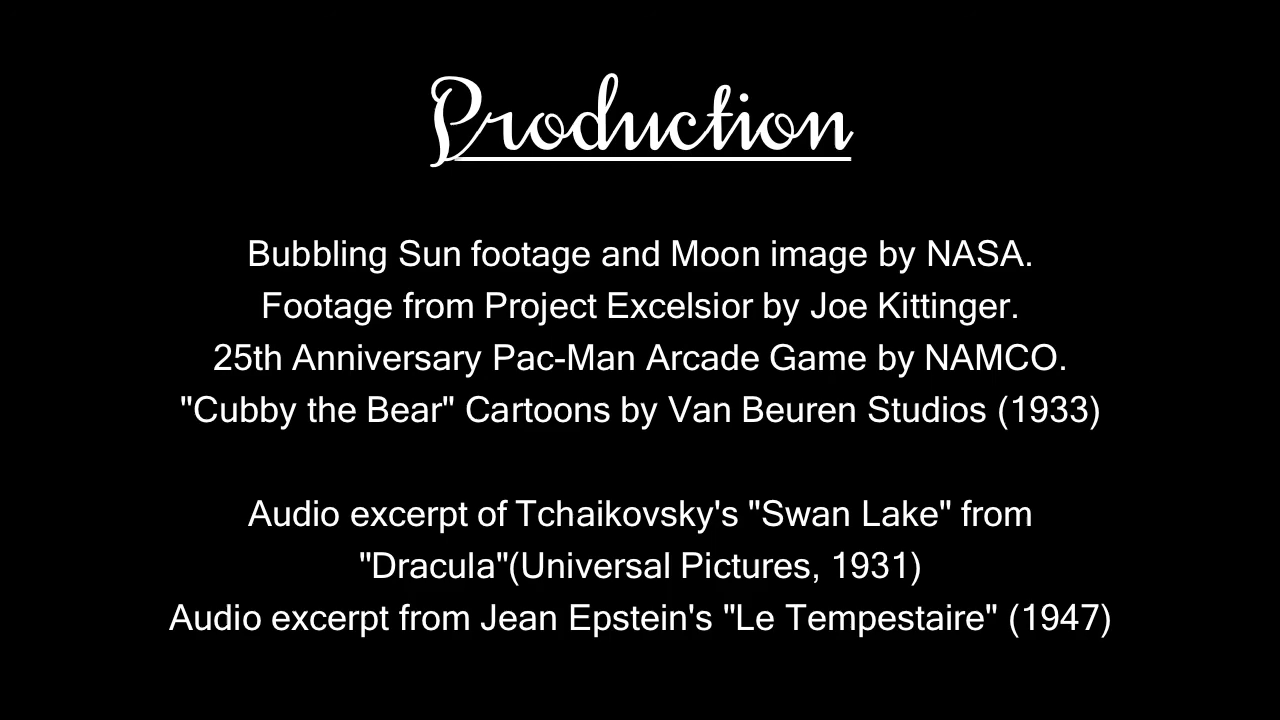 Production
Bubbling Sun footage and Moon image by NASA.
Footage from Project Excelsior by Joe Kittinger.
25th Anniversary Pac-Man Arcade Game by NAMCO.
"Cubby the Bear" Cartoons by Van Beuren Studios (1933)
Audio excerpt of Tchaikovsky's "Swan Lake" from
"Dracula"(Universal Pictures, 1931)
Audio excerpt from Jean Epstein's "Le Tempestaire" (1947)